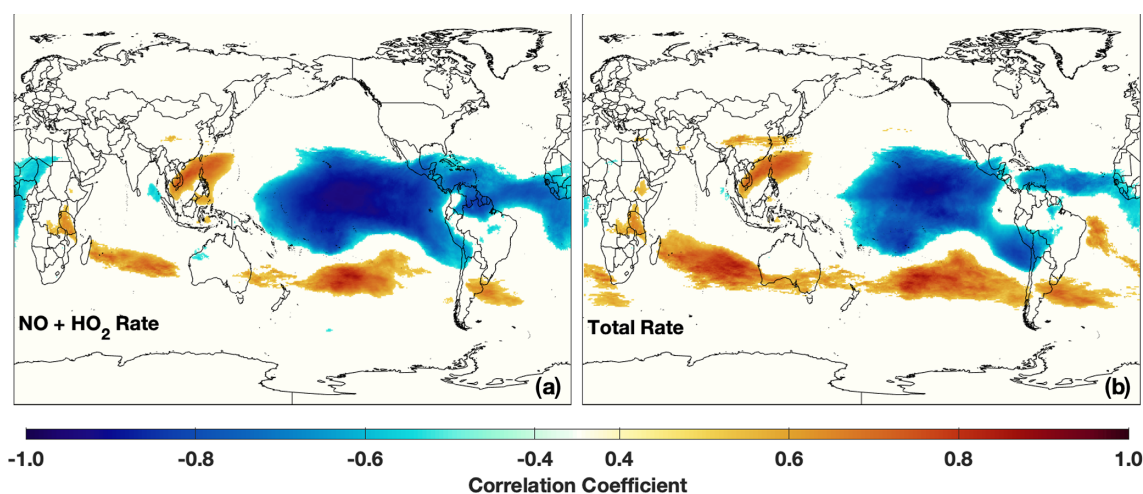 NO + HO2 Rate
(a)
Total Rate
(b)
-1.0 -0.8 -0.6 -0.4 0.4 0.6 0.8 1.0
Correlation Coefficient